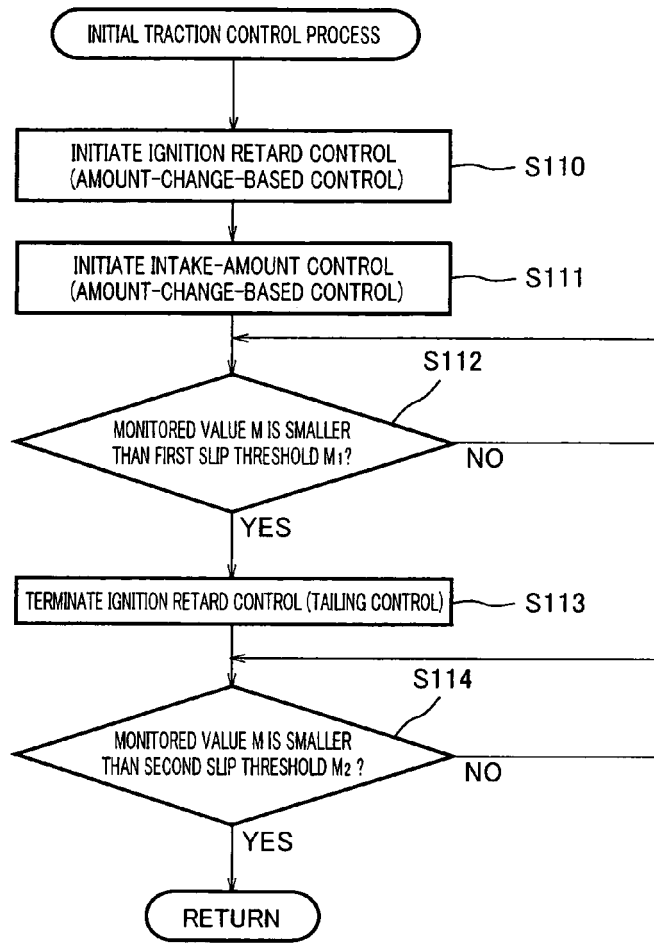 INITIAL TRACTION CONTROL PROCESS
INITIATE IGNITION RETARD CONTROL
(AMOUNT-CHANGE-BASED CONTROL)
S110
INITIATE INTAKE-AMOUNT CONTROL
(AMOUNT-CHANGE-BASED CONTROL)
S111
S112
MONITORED VALUE M IS SMALLER
THAN FIRST SLIP THRESHOLD M1?
NO
YES
TERMINATE IGNITION RETARD CONTROL (TAILING CONTROL)
S113
S114
MONITORED VALUE M IS SMALLER
THAN SECOND SLIP THRESHOLD M2 ?
NO
YES
RETURN